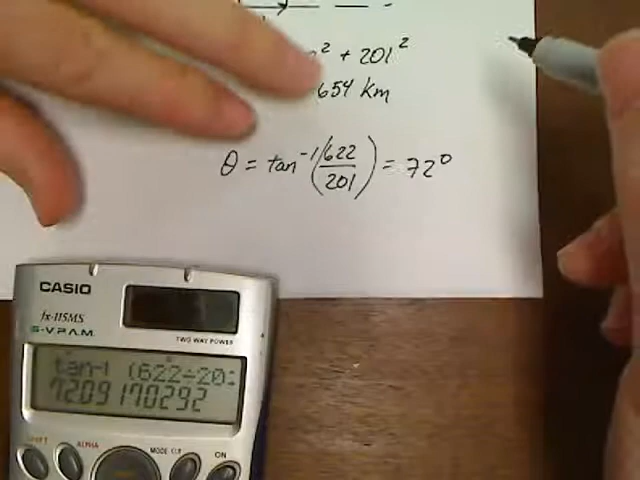 ² + 201²
654 km
θ = tan⁻¹(622/201) = 72°
CASIO
fx-115MS
S-V.P.A.M.
TWO WAY POWER
tan-1 (622÷20
72.09170292
SHIFT ALPHA MODE CLR ON